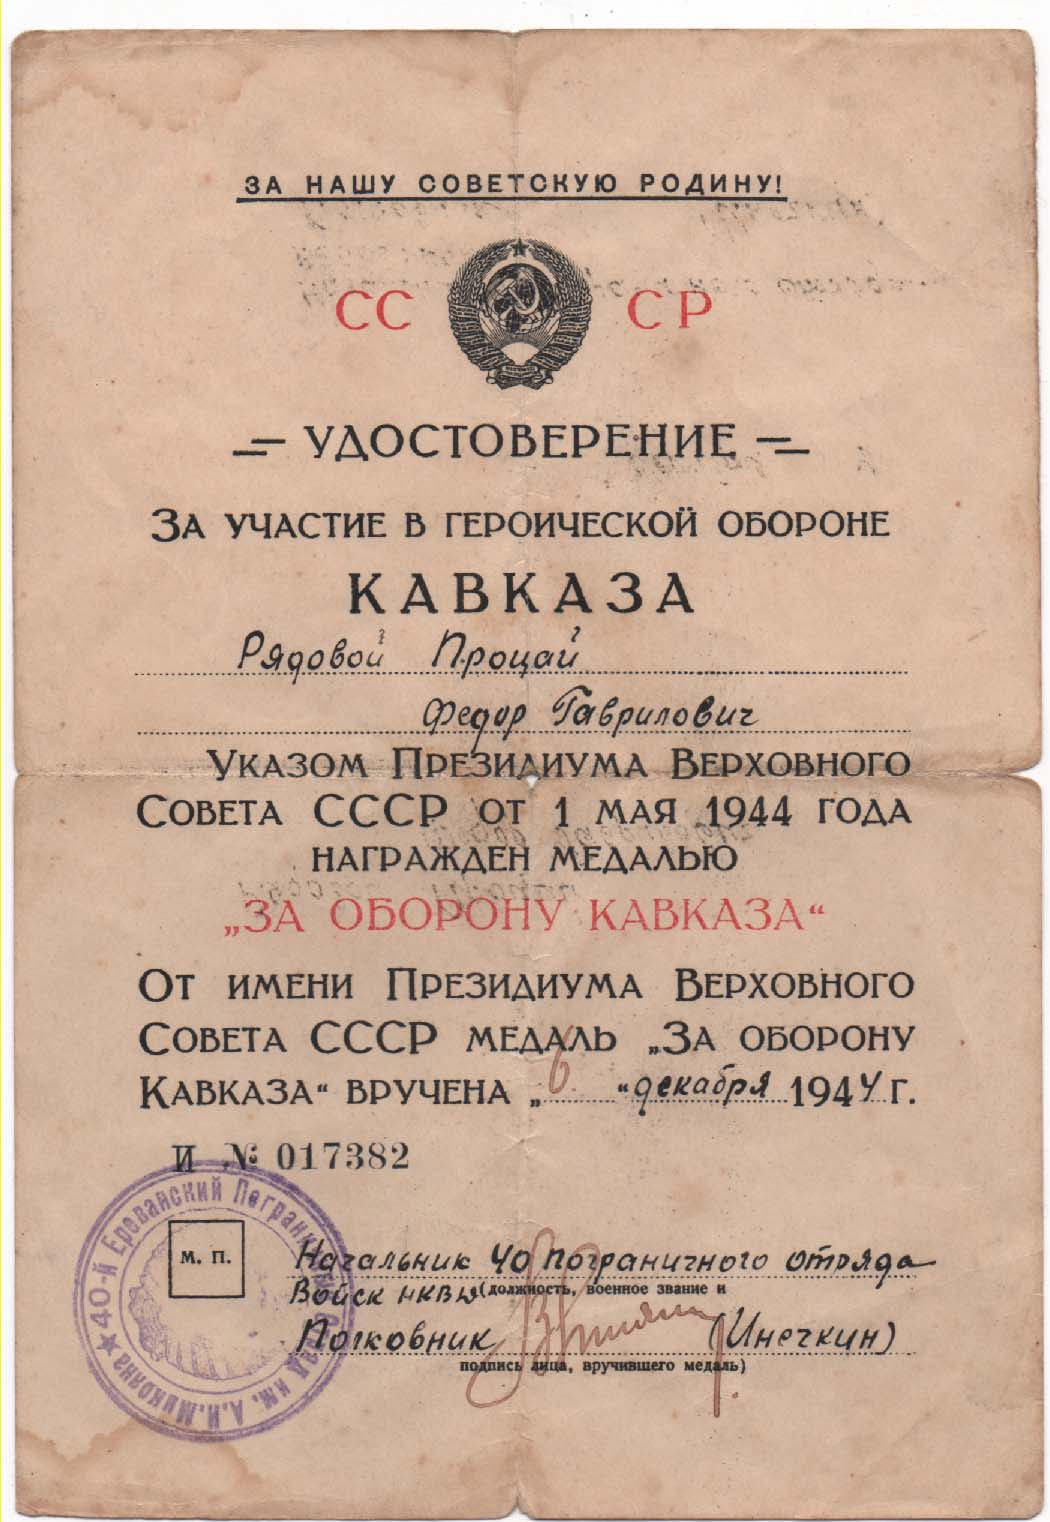 ЗА НАШУ СОВЕТСКУЮ РОДИНУ!
СС СР
УДОСТОВЕРЕНИЕ
ЗА УЧАСТИЕ В ГЕРОИЧЕСКОЙ ОБОРОНЕ
КАВКАЗА
Рядовой Процай
Федор Гаврилович
УКАЗОМ ПРЕЗИДИУМА ВЕРХОВНОГО
СОВЕТА СССР ОТ 1 МАЯ 1944 ГОДА
НАГРАЖДЕН МЕДАЛЬЮ
„ЗА ОБОРОНУ КАВКАЗА“
ОТ ИМЕНИ ПРЕЗИДИУМА ВЕРХОВНОГО
СОВЕТА СССР МЕДАЛЬ „ЗА ОБОРОНУ
КАВКАЗА“ ВРУЧЕНА „6“ декабря 1944 г.
И № 017382
★ 40-й Ереванский Погранич Отряд им. А.И. Микояна
М. П.
Начальник 40 пограничного отряда
Войск НКВД (должность, военное звание и
Полковник (Инечкин)
подпись лица, вручившего медаль)